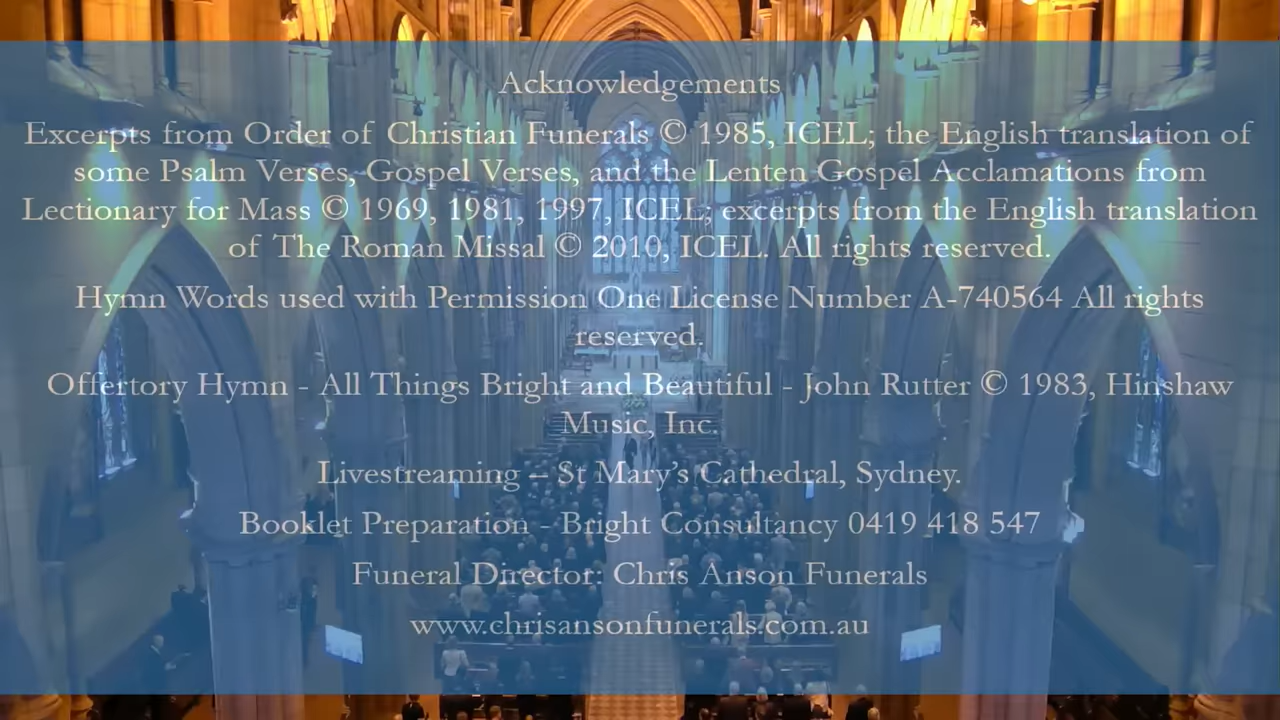 Acknowledgements
Excerpts from Order of Christian Funerals © 1985, ICEL; the English translation of
some Psalm Verses, Gospel Verses, and the Lenten Gospel Acclamations from
Lectionary for Mass © 1969, 1981, 1997, ICEL; excerpts from the English translation
of The Roman Missal © 2010, ICEL. All rights reserved.
Hymn Words used with Permission One License Number A-740564 All rights
reserved.
Offertory Hymn - All Things Bright and Beautiful - John Rutter © 1983, Hinshaw
Music, Inc.
Livestreaming – St Mary’s Cathedral, Sydney.
Booklet Preparation - Bright Consultancy 0419 418 547
Funeral Director: Chris Anson Funerals
www.chrisansonfunerals.com.au